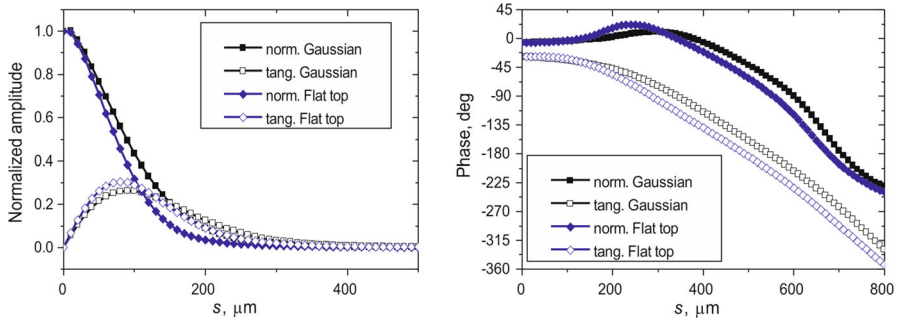 Normalized amplitude
1.0
0.8
0.6
0.4
0.2
0.0
0
200
400
s, μm
norm. Gaussian
tang. Gaussian
norm. Flat top
tang. Flat top
Phase, deg
45
0
-45
-90
-135
-180
-225
-270
-315
-360
norm. Gaussian
tang. Gaussian
norm. Flat top
tang. Flat top
0
200
400
600
800
s, μm